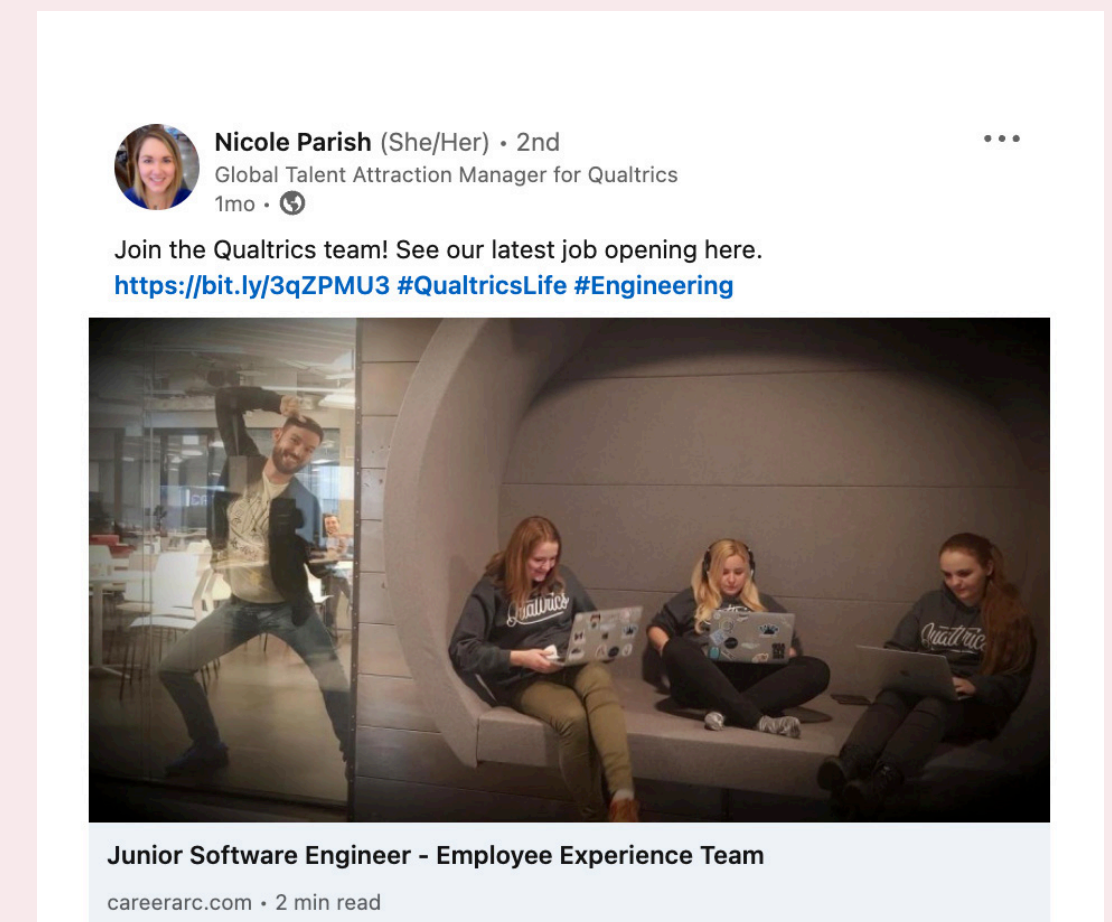 Nicole Parish (She/Her) • 2nd
Global Talent Attraction Manager for Qualtrics
1mo •
Join the Qualtrics team! See our latest job opening here.
https://bit.ly/3qZPMU3 #QualtricsLife #Engineering
Qualtrics
Qualtric
Junior Software Engineer - Employee Experience Team
careerarc.com • 2 min read